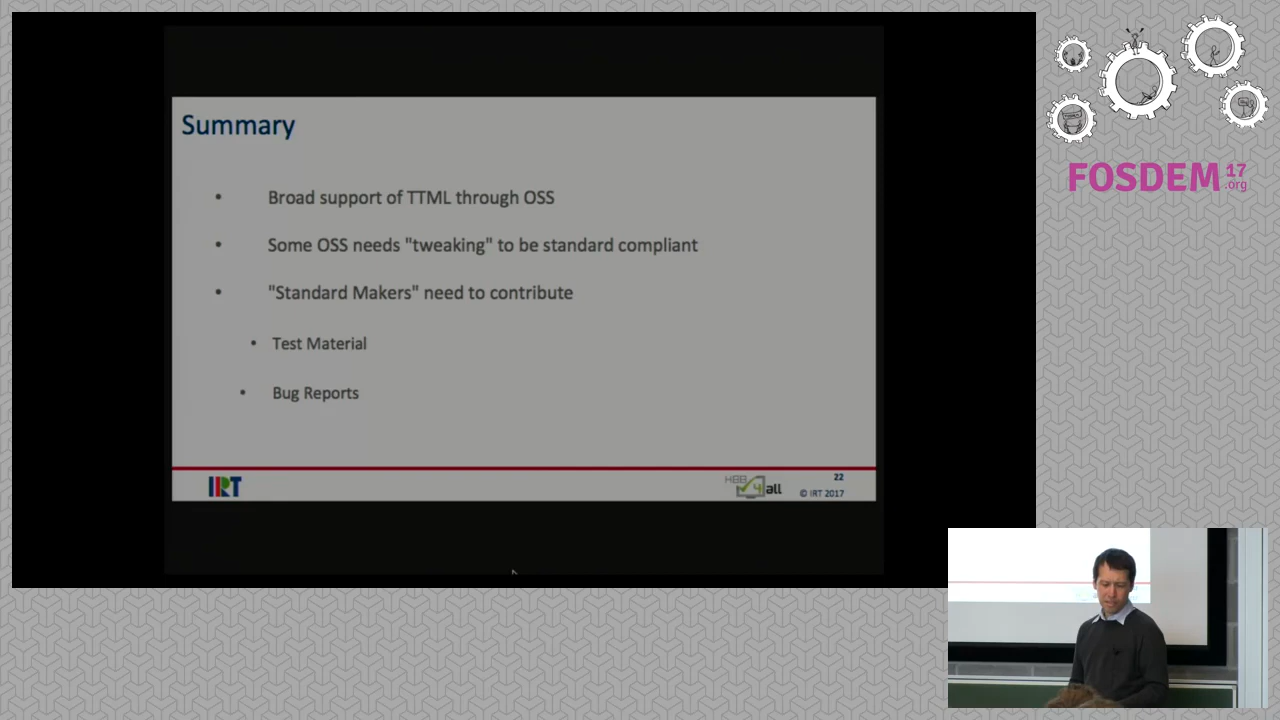 Summary
• Broad support of TTML through OSS
• Some OSS needs "tweaking" to be standard compliant
• "Standard Makers" need to contribute
• Test Material
• Bug Reports
IRT
HBB4all
22
© IRT 2017
FOSDEM 17 .org